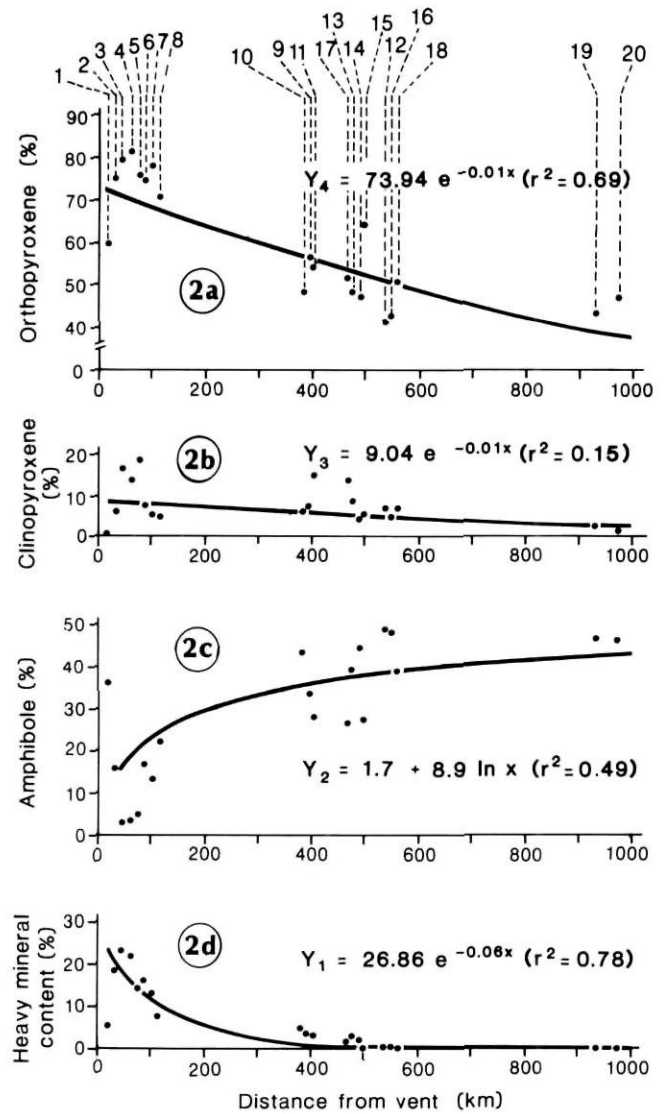 1 2 3 4 5 6 7 8 10 9 11 17 13 14 15 12 16 18 19 20
Orthopyroxene (%)
90
80
70
60
50
40
0
Y4 = 73.94 e -0.01x (r2 = 0.69)
2a
0 200 400 600 800 1000
Clinopyroxene (%)
20
10
0
2b
Y3 = 9.04 e -0.01x (r2 = 0.15)
0 200 400 600 800 1000
Amphibole (%)
50
40
30
20
10
0
2c
Y2 = 1.7 + 8.9 ln x (r2 = 0.49)
0 200 400 600 800 1000
Heavy mineral content (%)
30
20
10
0
2d
Y1 = 26.86 e -0.06x (r2 = 0.78)
0 200 400 600 800 1000
Distance from vent (km)